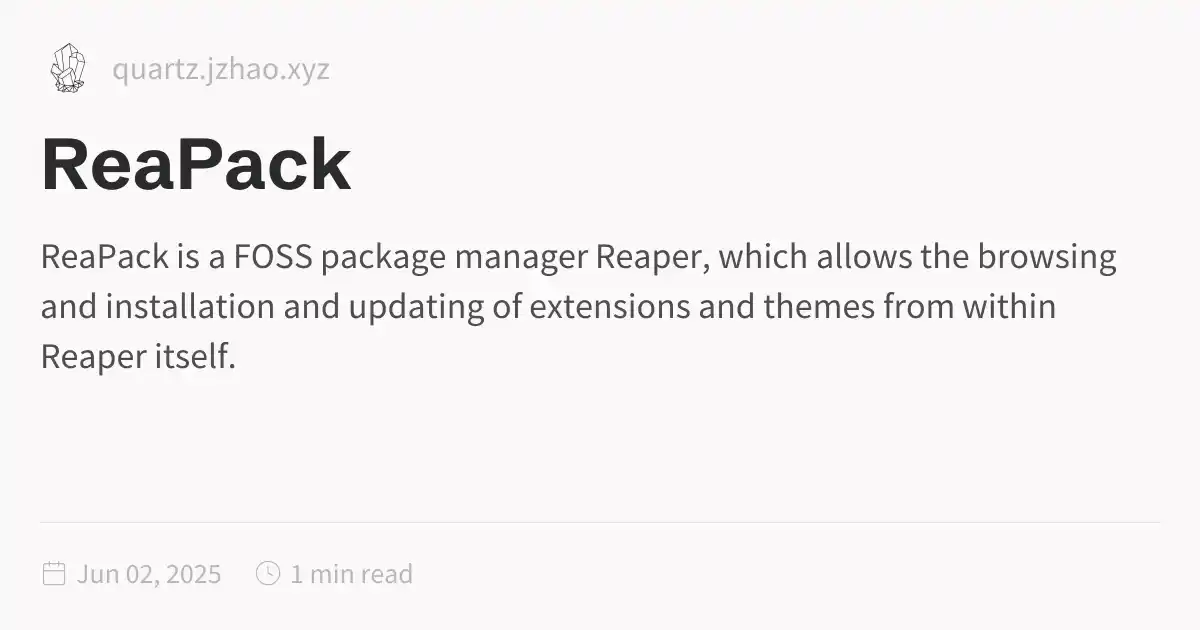 quartz.jzhao.xyz
ReaPack
ReaPack is a FOSS package manager Reaper, which allows the browsing
and installation and updating of extensions and themes from within
Reaper itself.
Jun 02, 2025 1 min read